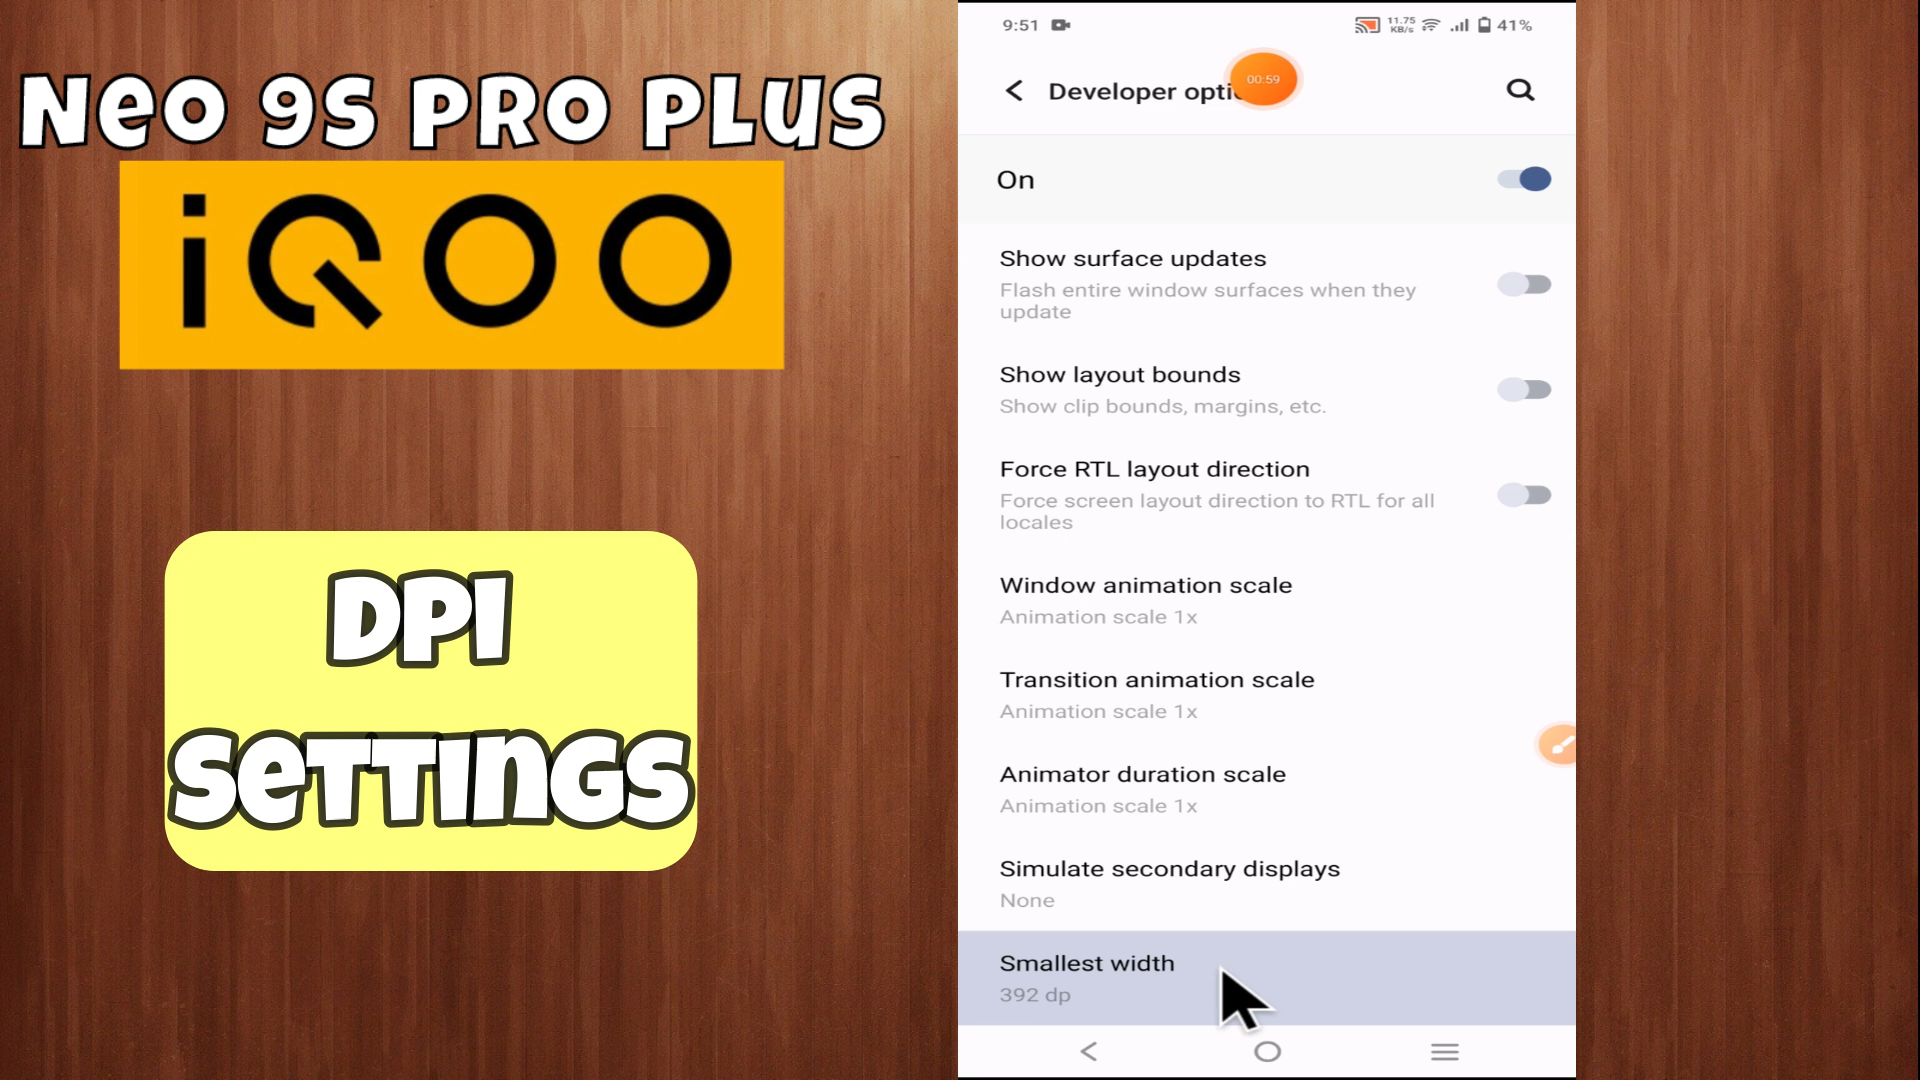 Neo 9s Pro Plus
iQOO
DPI
Settings
9:51
11.75
KB/s
41%
00:59
Developer opti
On
Show surface updates
Flash entire window surfaces when they
update
Show layout bounds
Show clip bounds, margins, etc.
Force RTL layout direction
Force screen layout direction to RTL for all
locales
Window animation scale
Animation scale 1x
Transition animation scale
Animation scale 1x
Animator duration scale
Animation scale 1x
Simulate secondary displays
None
Smallest width
392 dp